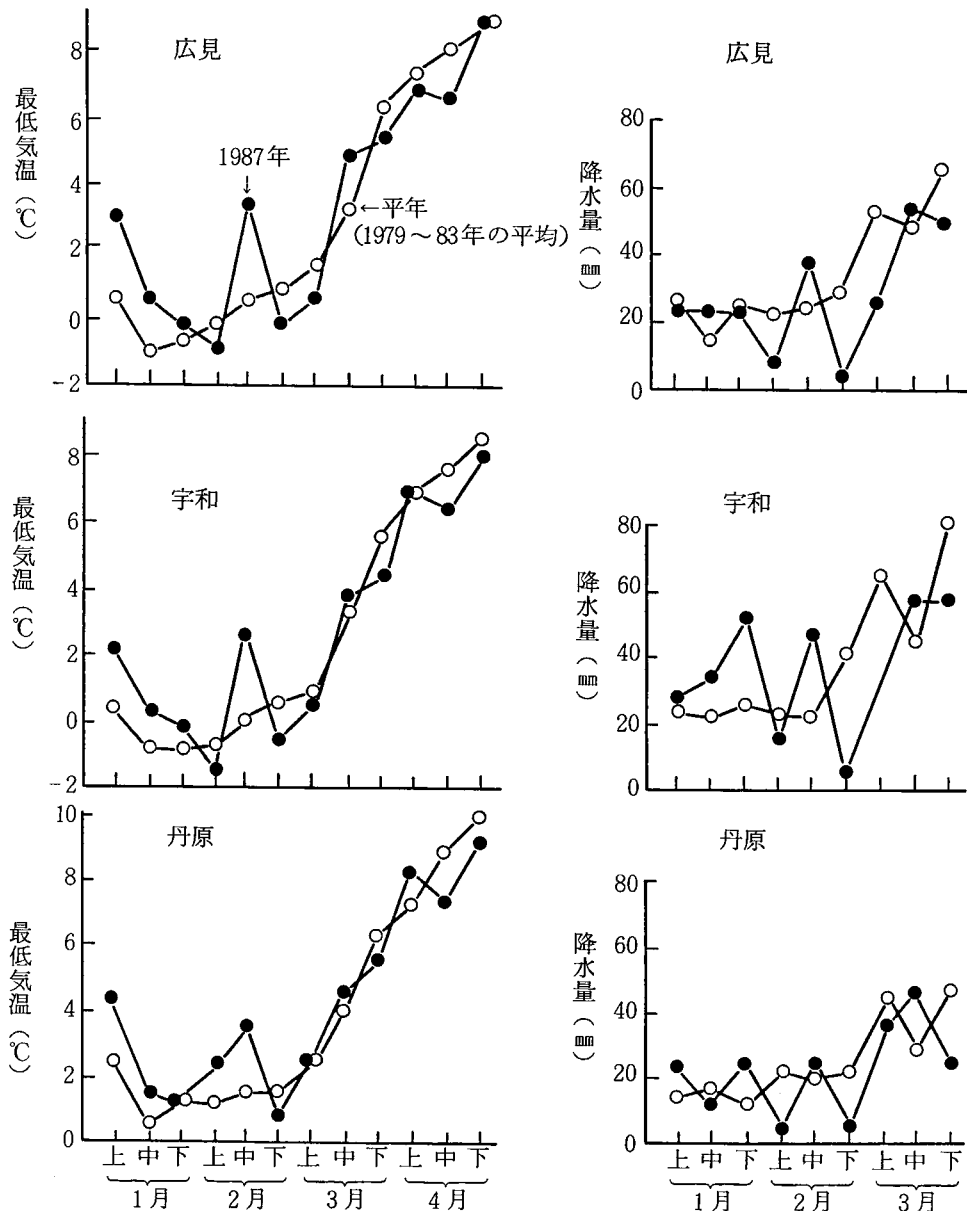 広見
最低気温(℃)
8
6
4
2
0
-2
1987年
↓
←平年
(1979~83年の平均)
広見
降水量(㎜)
80
60
40
20
0
宇和
最低気温(℃)
8
6
4
2
0
-2
宇和
降水量(㎜)
80
60
40
20
0
丹原
最低気温(℃)
10
8
6
4
2
0
上 中 下 上 中 下 上 中 下 上 中 下
1月 2月 3月 4月
丹原
降水量(㎜)
80
60
40
20
0
上 中 下 上 中 下 上 中 下
1月 2月 3月